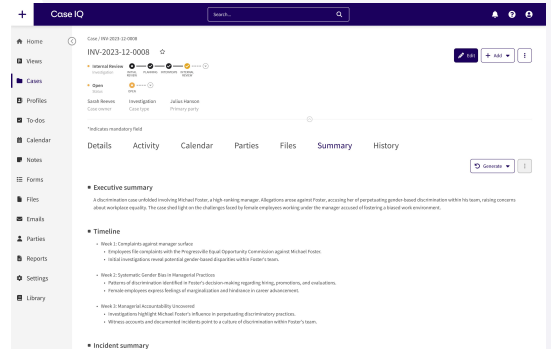 Case IQ
Search...
Home
Views
Cases
Profiles
To-dos
Calendar
Notes
Forms
Files
Emails
Parties
Reports
Settings
Library
Case / INV-2023-12-0008
INV-2023-12-0008
Edit
+ Add
Internal Review
Investigation
INITIAL REVIEW
PLANNING
INTERVIEWS
INTERNAL REVIEW
Open
Status
OPEN
Sarah Reeves Investigation Julius Hanson
Case owner Case type Primary party
*Indicates mandatory field
Details Activity Calendar Parties Files Summary History
Generate
Executive summary
A discrimination case unfolded involving Michael Foster, a high-ranking manager. Allegations arose against Foster, accusing her of perpetuating gender-based discrimination within his team, raising concerns
about workplace equality. The case shed light on the challenges faced by female employees working under the manager accused of fostering a biased work environment.
Timeline
Week 1: Complaints against manager surface
Employees file complaints with the Progressville Equal Opportunity Commission against Michael Foster.
Initial investigations reveal potential gender-based disparities within Foster's team.
Week 2: Systematic Gender Bias in Managerial Practices
Patterns of discrimination identified in Foster's decision-making regarding hiring, promotions, and evaluations.
Female employees express feelings of marginalization and hindrance in career advancement.
Week 3: Managerial Accountability Uncovered
Investigations highlight Michael Foster's influence in perpetuating discriminatory practices.
Witness accounts and documented incidents point to a culture of discrimination within Foster's team.
Incident summary